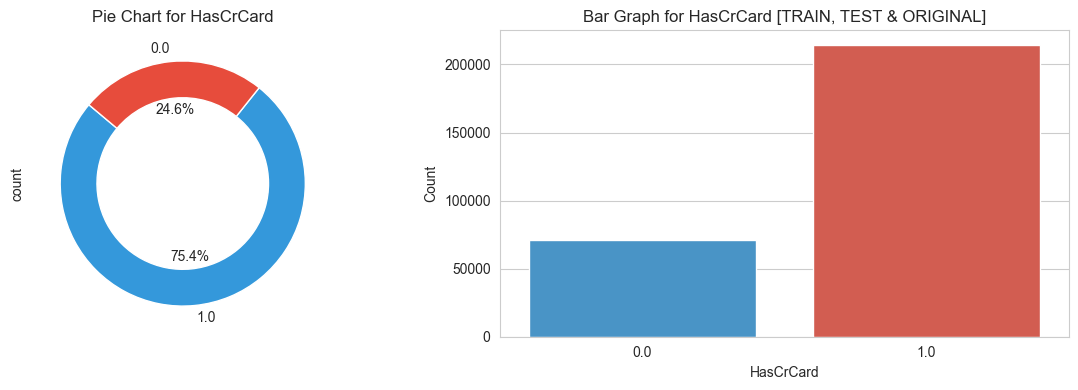 Pie Chart for HasCrCard
0.0
24.6%
75.4%
1.0
count
Bar Graph for HasCrCard [TRAIN, TEST & ORIGINAL]
200000
150000
100000
50000
0
Count
0.0
1.0
HasCrCard